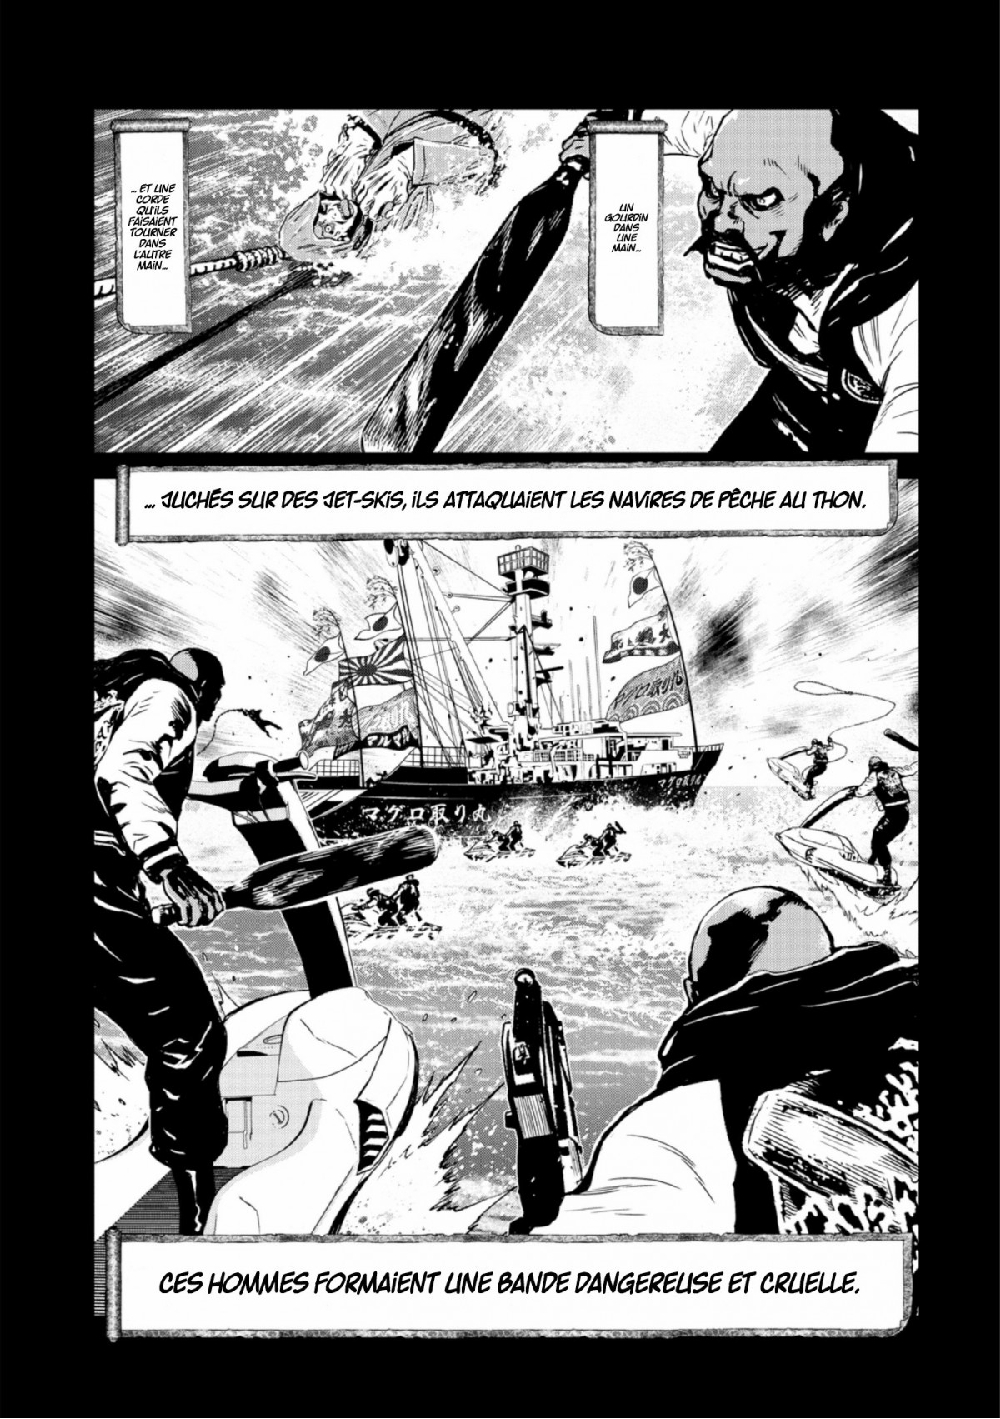 UN
GOURDIN
DANS
UNE
MAIN...
... ET UNE
CORDE
QU'ILS
FAISAIENT
TOURNER
DANS
L'AUTRE
MAIN...
... JUCHÉS SUR DES JET-SKIS, ILS ATTAQUAIENT LES NAVIRES DE PÊCHE AU THON.
マグロ取り丸
CES HOMMES FORMAIENT UNE BANDE DANGEREUSE ET CRUELLE.